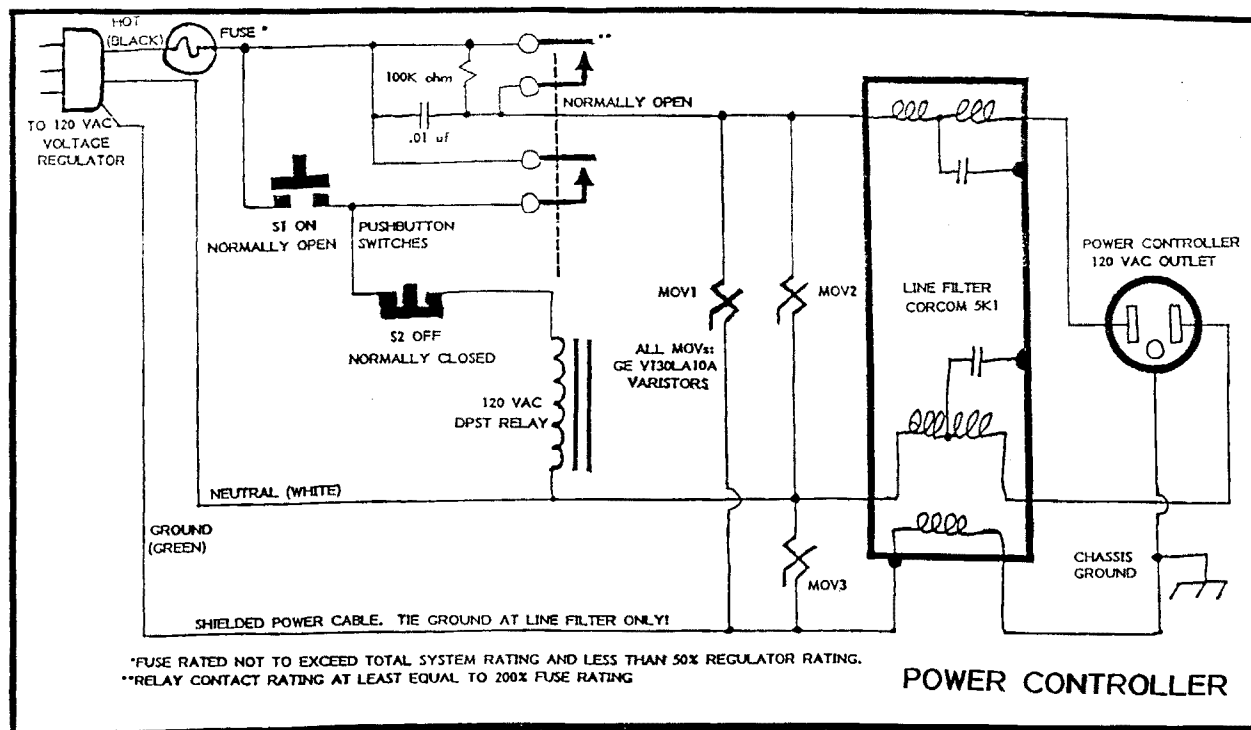 HOT
(BLACK)
FUSE *
**
100K ohm
NORMALLY OPEN
.01 uf
TO 120 VAC
VOLTAGE
REGULATOR
S1 ON
NORMALLY OPEN
PUSHBUTTON
SWITCHES
S2 OFF
NORMALLY CLOSED
120 VAC
DPST RELAY
MOV1
MOV2
ALL MOVs:
GE V130LA10A
VARISTORS
LINE FILTER
CORCOM 5K1
POWER CONTROLLER
120 VAC OUTLET
NEUTRAL (WHITE)
GROUND
(GREEN)
MOV3
CHASSIS
GROUND
SHIELDED POWER CABLE. TIE GROUND AT LINE FILTER ONLY!
*FUSE RATED NOT TO EXCEED TOTAL SYSTEM RATING AND LESS THAN 50% REGULATOR RATING.
**RELAY CONTACT RATING AT LEAST EQUAL TO 200% FUSE RATING
POWER CONTROLLER